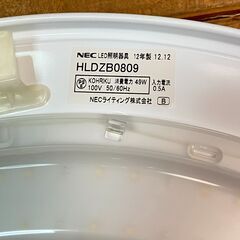 NEC LED照明器具 12年製 12.12
HLDZB0809
KOHRIKU 消費電力 49W 入力電流
100V 50/60Hz 0.5A
NECライティング株式会社 B